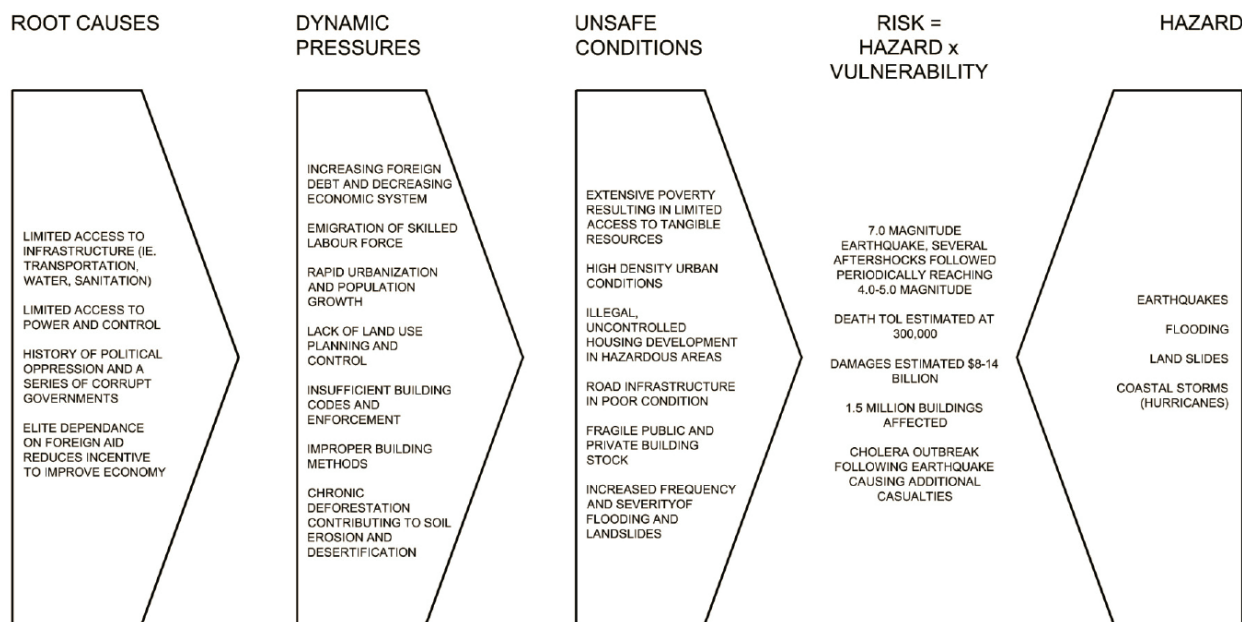 ROOT CAUSES
LIMITED ACCESS TO
INFRASTRUCTURE (IE.
TRANSPORTATION,
WATER, SANITATION)
LIMITED ACCESS TO
POWER AND CONTROL
HISTORY OF POLITICAL
OPPRESSION AND A
SERIES OF CORRUPT
GOVERNMENTS
ELITE DEPENDANCE
ON FOREIGN AID
REDUCES INCENTIVE
TO IMPROVE ECONOMY
DYNAMIC
PRESSURES
INCREASING FOREIGN
DEBT AND DECREASING
ECONOMIC SYSTEM
EMIGRATION OF SKILLED
LABOUR FORCE
RAPID URBANIZATION
AND POPULATION
GROWTH
LACK OF LAND USE
PLANNING AND
CONTROL
INSUFFICIENT BUILDING
CODES AND
ENFORCEMENT
IMPROPER BUILDING
METHODS
CHRONIC
DEFORESTATION
CONTRIBUTING TO SOIL
EROSION AND
DESERTIFICATION
UNSAFE
CONDITIONS
EXTENSIVE POVERTY
RESULTING IN LIMITED
ACCESS TO TANGIBLE
RESOURCES
HIGH DENSITY URBAN
CONDITIONS
ILLEGAL,
UNCONTROLLED
HOUSING DEVELOPMENT
IN HAZARDOUS AREAS
ROAD INFRASTRUCTURE
IN POOR CONDITION
FRAGILE PUBLIC AND
PRIVATE BUILDING
STOCK
INCREASED FREQUENCY
AND SEVERITYOF
FLOODING AND
LANDSLIDES
RISK =
HAZARD x
VULNERABILITY
7.0 MAGNITUDE
EARTHQUAKE, SEVERAL
AFTERSHOCKS FOLLOWED
PERIODICALLY REACHING
4.0-5.0 MAGNITUDE
DEATH TOL ESTIMATED AT
300,000
DAMAGES ESTIMATED $8-14
BILLION
1.5 MILLION BUILDINGS
AFFECTED
CHOLERA OUTBREAK
FOLLOWING EARTHQUAKE
CAUSING ADDITIONAL
CASUALTIES
HAZARD
EARTHQUAKES
FLOODING
LAND SLIDES
COASTAL STORMS
(HURRICANES)